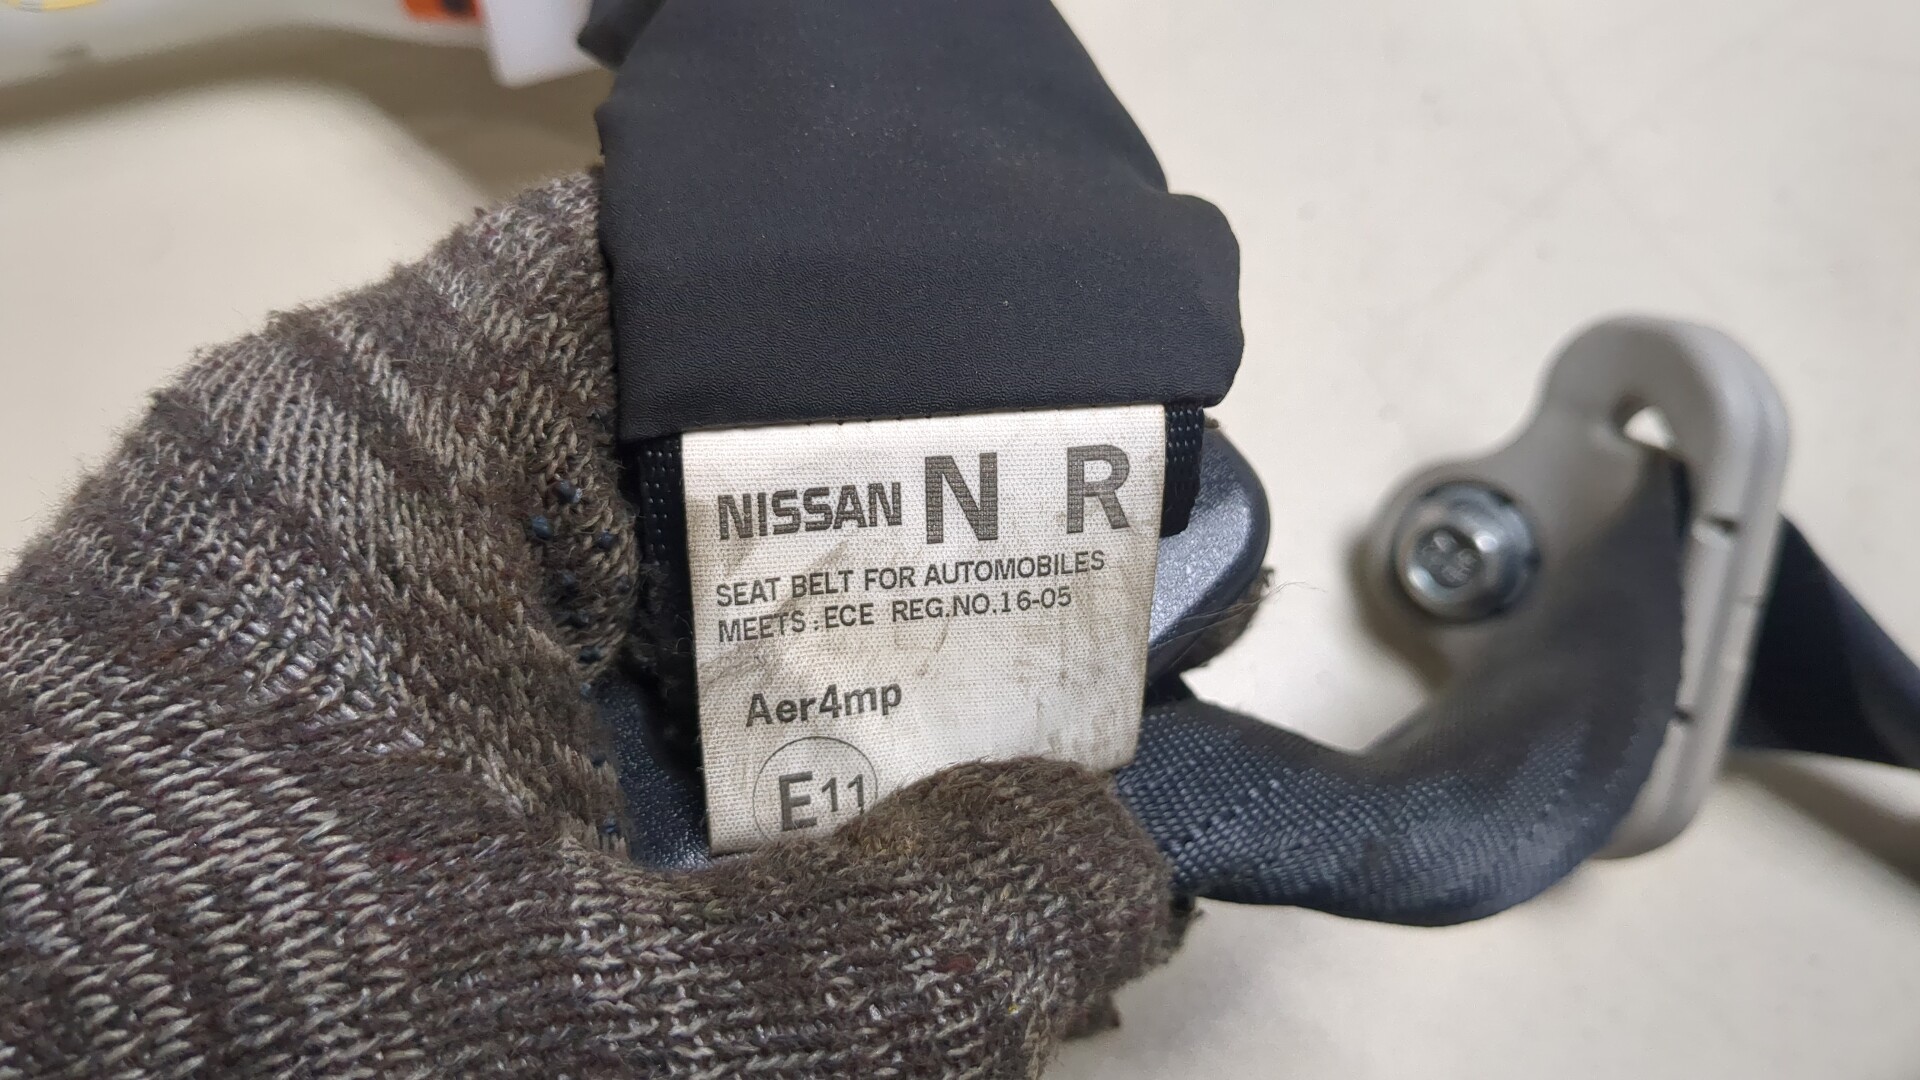 NISSAN N R
SEAT BELT FOR AUTOMOBILES
MEETS :ECE REG.NO.16-05
Aer4mp
E11